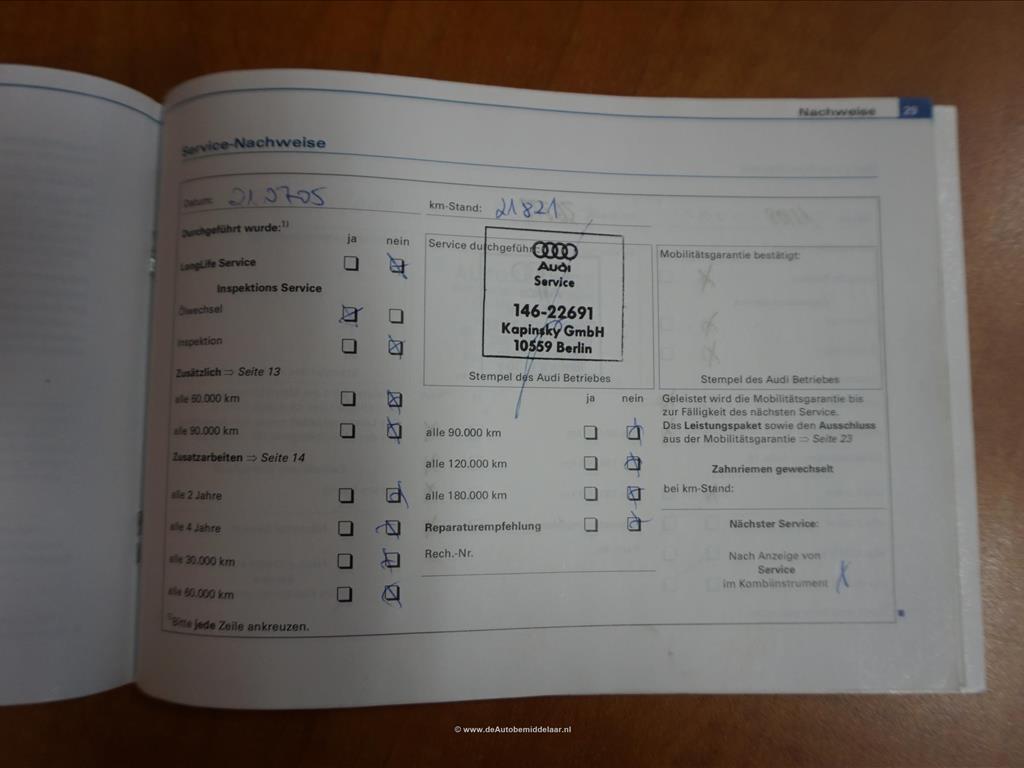 Nachweise 29
Service-Nachweise
Datum: 21.07.05
km-Stand: 21821
Durchgeführt wurde:1)
ja nein
LongLife Service
Inspektions Service
Ölwechsel
Inspektion
Zusätzlich ⇒ Seite 13
alle 60.000 km
alle 90.000 km
Zusatzarbeiten ⇒ Seite 14
alle 2 Jahre
alle 4 Jahre
alle 30.000 km
alle 60.000 km
1)Bitte jede Zeile ankreuzen.
Service durchgeführt:
Audi
Service
146-22691
Kapinsky GmbH
10559 Berlin
Stempel des Audi Betriebes
ja nein
alle 90.000 km
alle 120.000 km
alle 180.000 km
Reparaturempfehlung
Rech.-Nr.
Mobilitätsgarantie bestätigt:
Stempel des Audi Betriebes
Geleistet wird die Mobilitätsgarantie bis
zur Fälligkeit des nächsten Service.
Das Leistungspaket sowie den Ausschluss
aus der Mobilitätsgarantie ⇒ Seite 23
Zahnriemen gewechselt
bei km-Stand:
Nächster Service:
Nach Anzeige von
Service
im Kombiinstrument X
© www.deAutobemiddelaar.nl